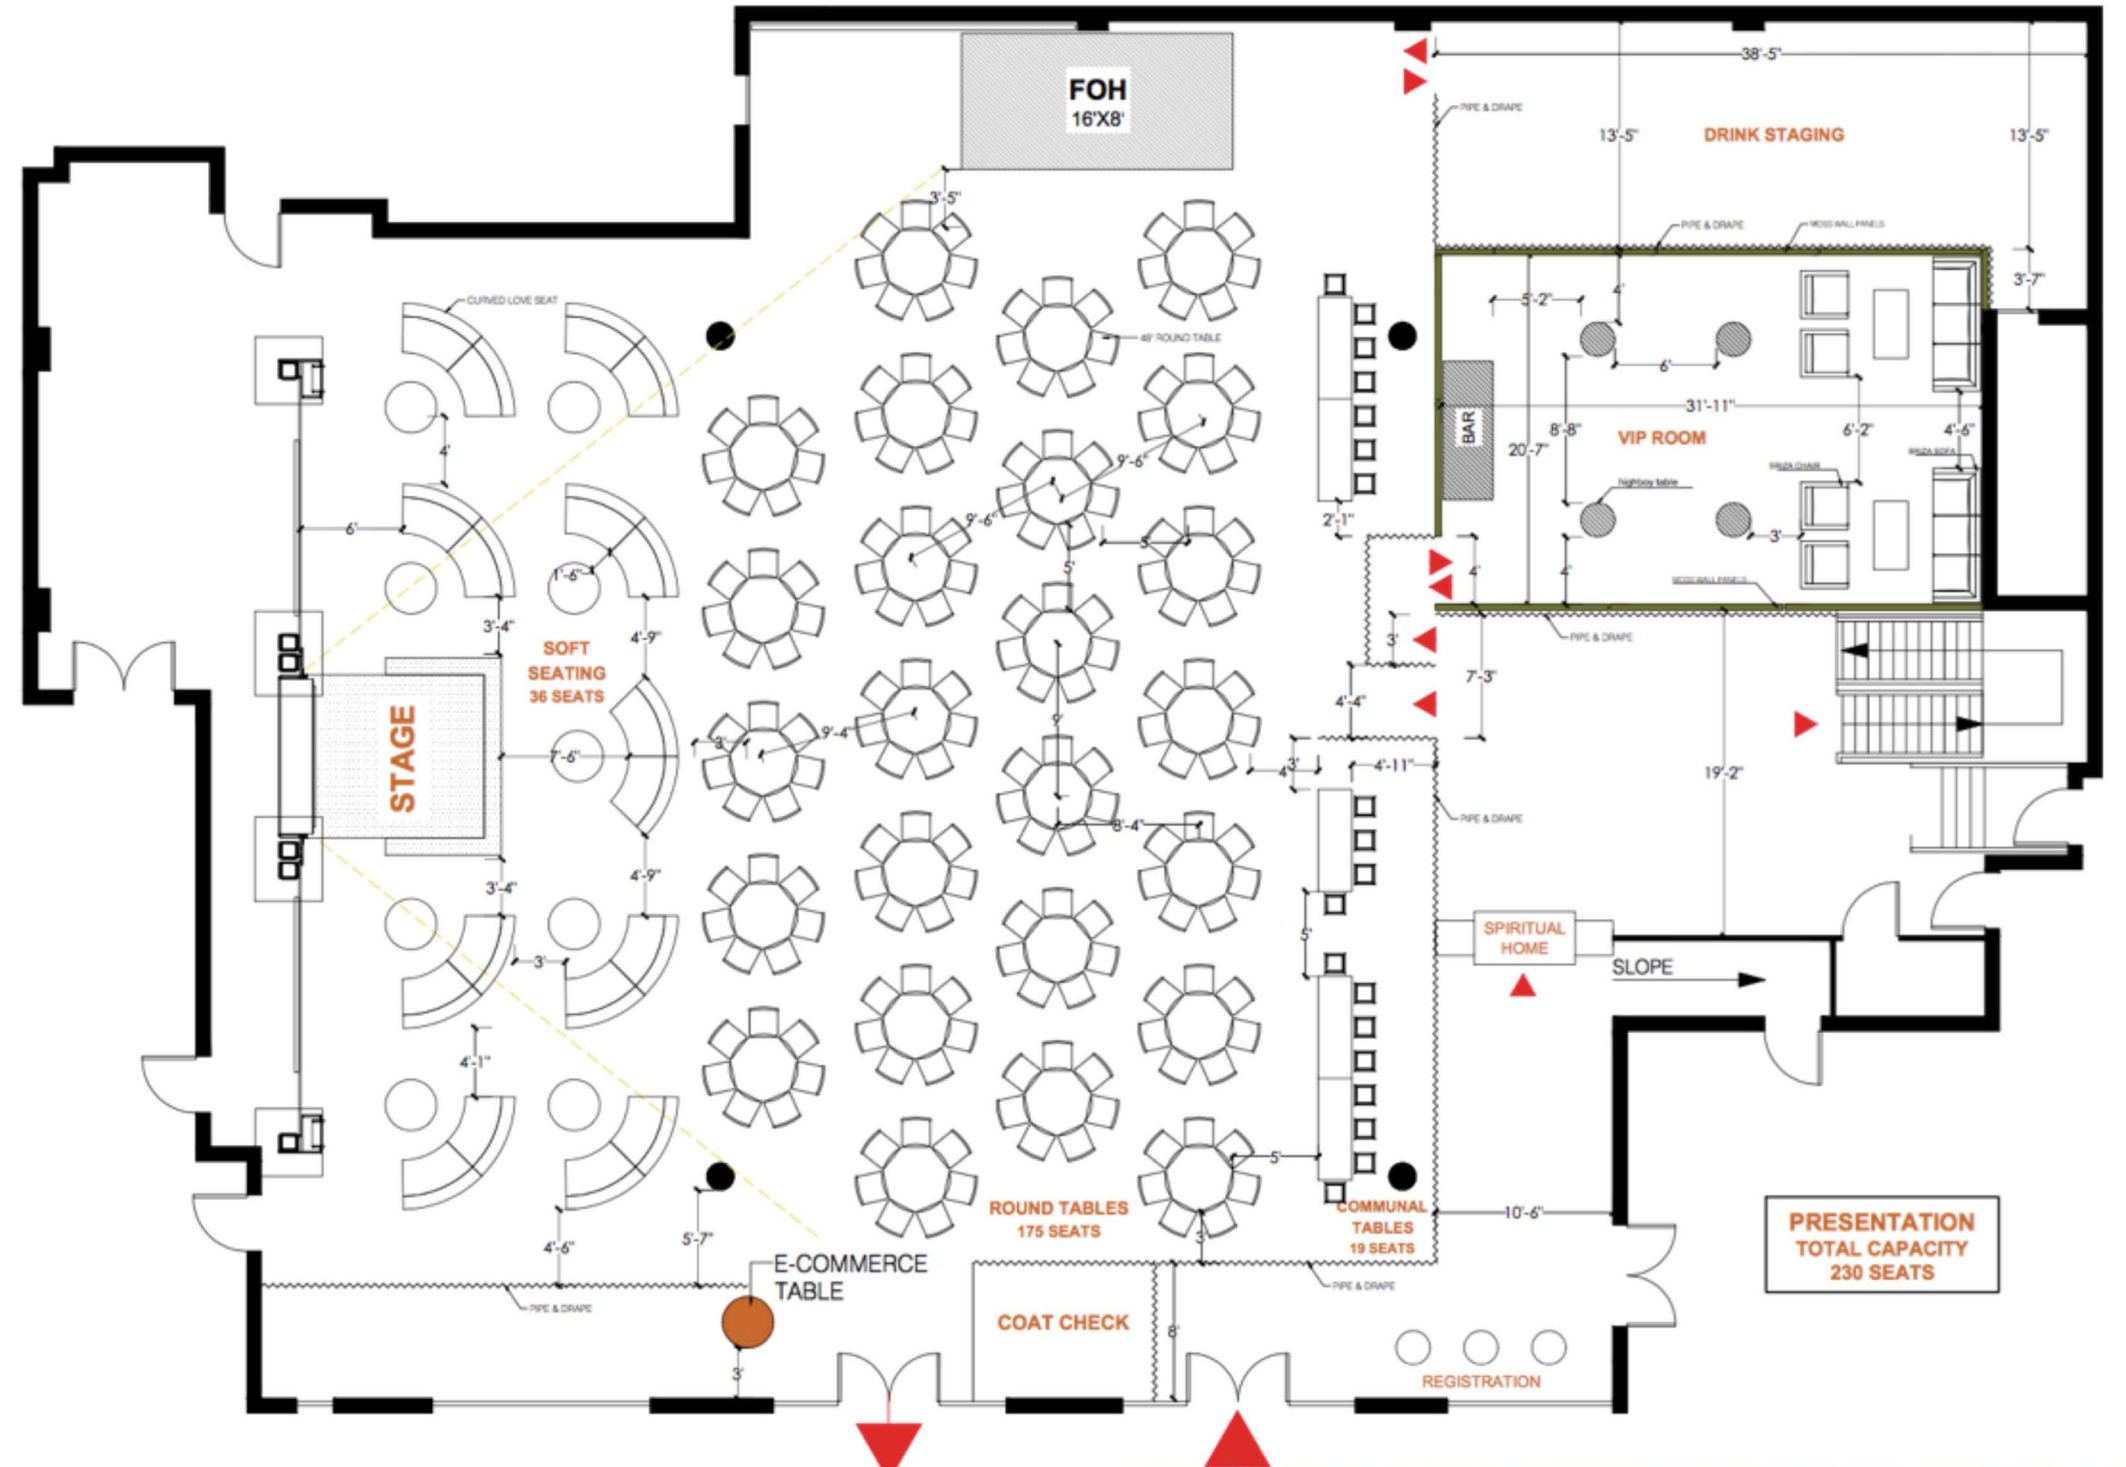 FOH
16'X8'
38'-5"
PIPE & DRAPE
13'-5"
DRINK STAGING
13'-5"
3'-5"
PIPE & DRAPE
MOSS WALL PANELS
3'-7"
CURVED LOVE SEAT
5'-2"
4'
48" ROUND TABLE
6'
31'-11"
BAR
8'-8"
VIP ROOM
6'-2"
4'-6"
20'-7"
4'
9'-6"
BRIZA CHAIR
BRIZA SOFA
highboy table
6'
9'-6"
2'-1"
5'
3'
5'
1'-6"
4'
4'
MOSS WALL PANELS
3'-4"
SOFT
SEATING
36 SEATS
4'-9"
3'
PIPE & DRAPE
7'-3"
4'-4"
STAGE
9'
9'-4"
3'
7'-6"
3'
4'
4'-11"
19'-2"
8'-4"
PIPE & DRAPE
3'-4"
4'-9"
5'
3'
SPIRITUAL
HOME
SLOPE
4'-1"
5'
ROUND TABLES
175 SEATS
COMMUNAL
TABLES
19 SEATS
10'-6"
PRESENTATION
TOTAL CAPACITY
230 SEATS
4'-6"
5'-7"
3'
E-COMMERCE
TABLE
PIPE & DRAPE
PIPE & DRAPE
COAT CHECK
8'
3'
REGISTRATION